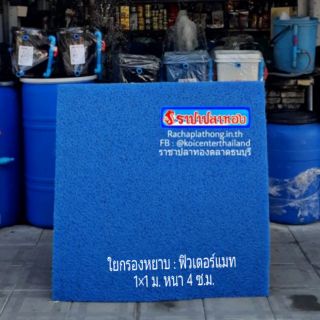 ราชาปลาทอง
Rachaplathong.in.th
FB : @koicenterthailand
ราชาปลาทองตลาดธนบุรี
ใยกรองหยาบ : ฟิวเตอร์แมท
1×1 ม. หนา 4 ซ.ม.